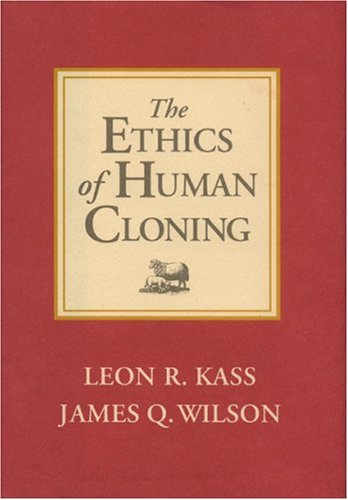 The
ETHICS
of HUMAN
CLONING
LEON R. KASS
JAMES Q. WILSON